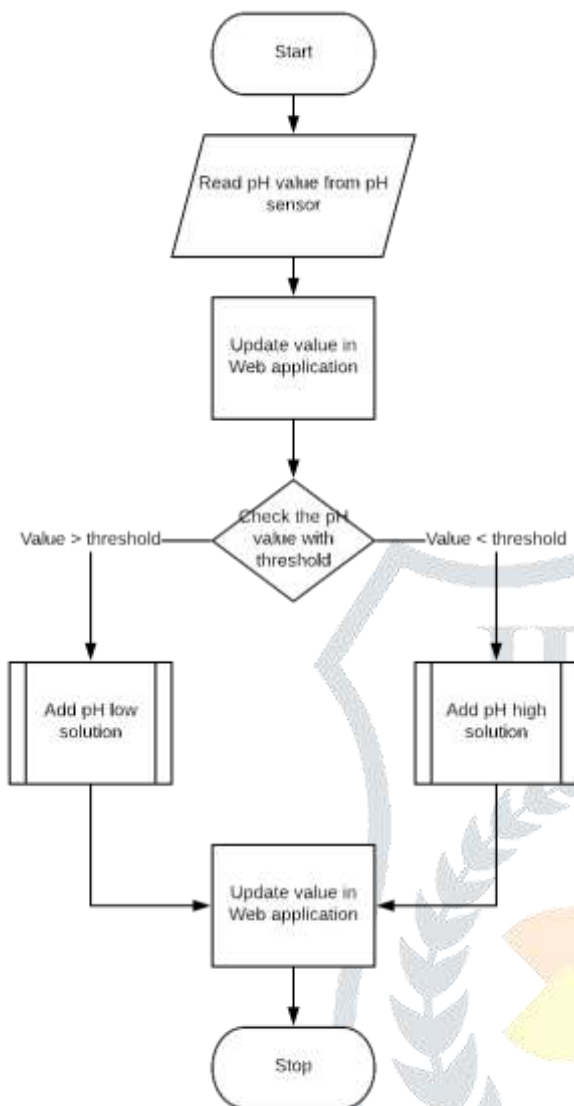 Start
Read pH value from pH
sensor
Update value in
Web application
Check the pH
value with
threshold
Value > threshold
Value < threshold
Add pH low
solution
Add pH high
solution
Update value in
Web application
Stop